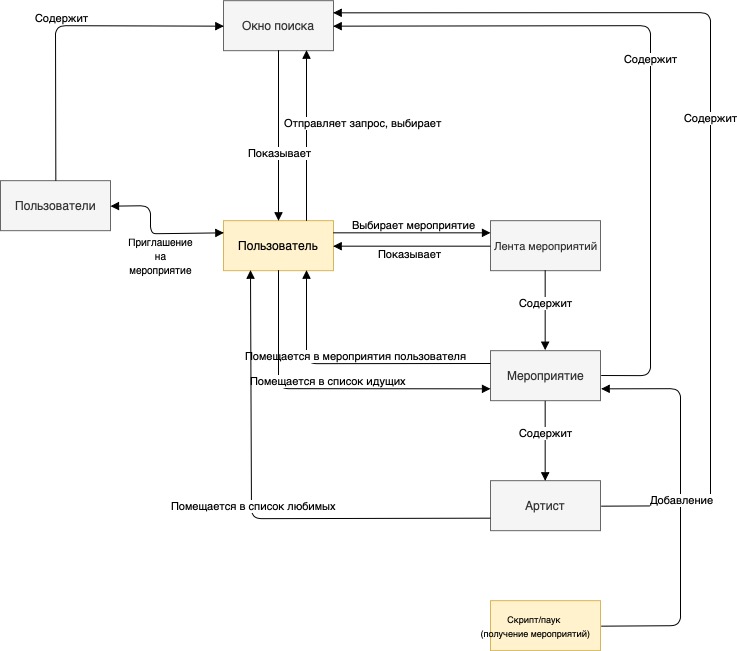 Содержит
Окно поиска
Содержит
Содержит
Отправляет запрос, выбирает
Показывает
Пользователи
Приглашение
на
мероприятие
Пользователь
Выбирает мероприятие
Показывает
Лента мероприятий
Содержит
Помещается в мероприятия пользователя
Помещается в список идущих
Мероприятие
Содержит
Помещается в список любимых
Артист
Добавление
Скрипт/паук
(получение мероприятий)